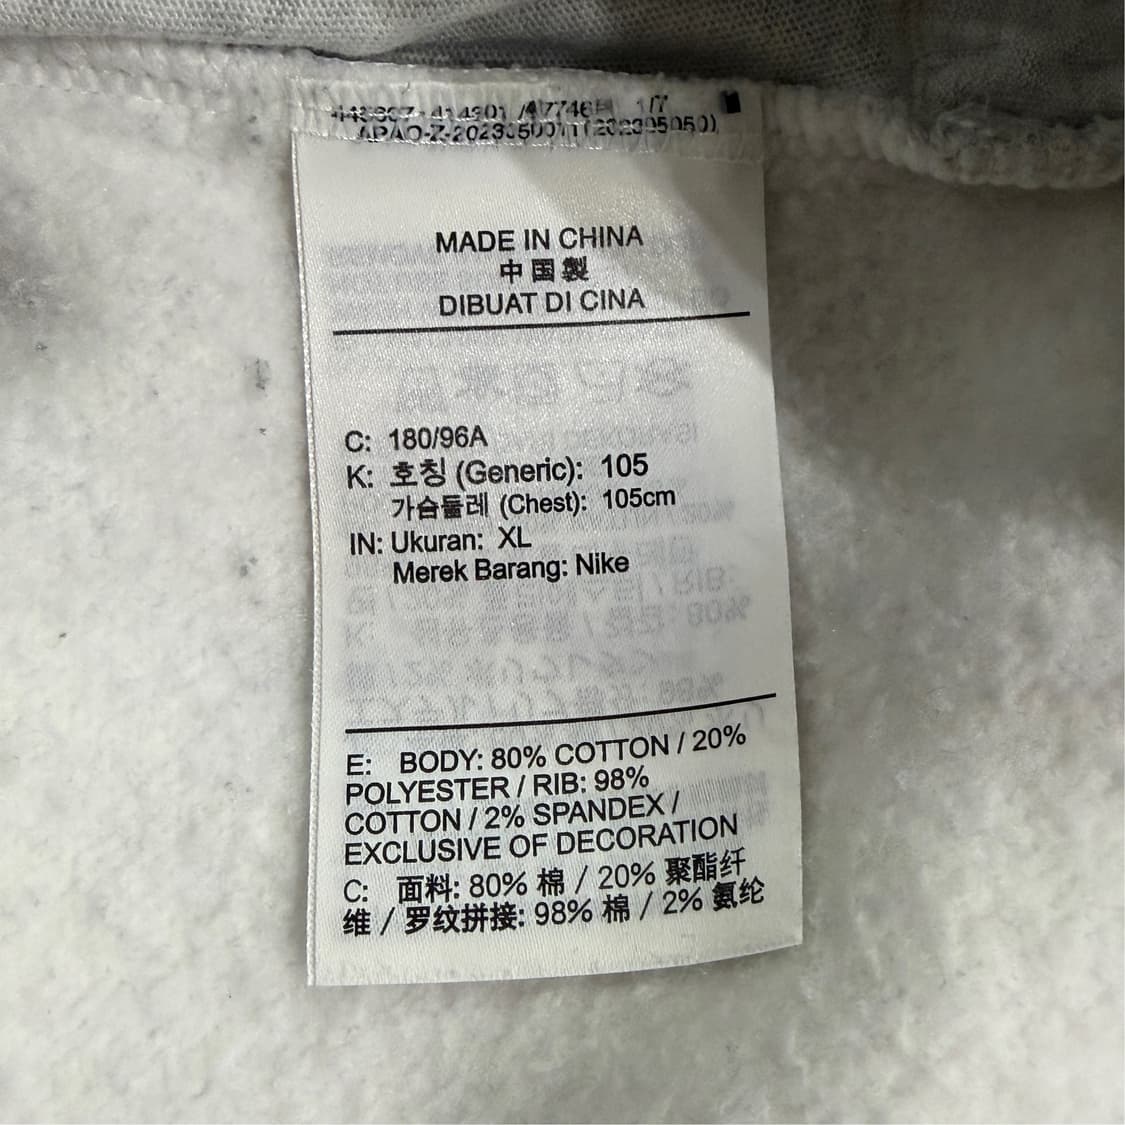 MADE IN CHINA
中国製
DIBUAT DI CINA
C: 180/96A
K: 호칭 (Generic): 105
가슴둘레 (Chest): 105cm
IN: Ukuran: XL
Merek Barang: Nike
E: BODY: 80% COTTON / 20%
POLYESTER / RIB: 98%
COTTON / 2% SPANDEX /
EXCLUSIVE OF DECORATION
C: 面料: 80% 棉 / 20% 聚酯纤
维 / 罗纹拼接: 98% 棉 / 2% 氨纶